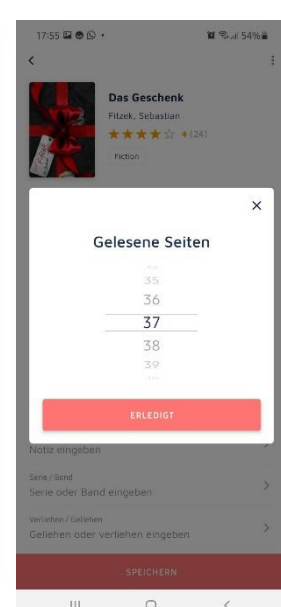 17:55
54%
Das Geschenk
Fitzek, Sebastian
4 (24)
Fiction
Gelesene Seiten
35
36
37
38
39
ERLEDIGT
Notiz eingeben
Serie / Band
Serie oder Band eingeben
Verliehen / Geliehen
Geliehen oder verliehen eingeben
SPEICHERN